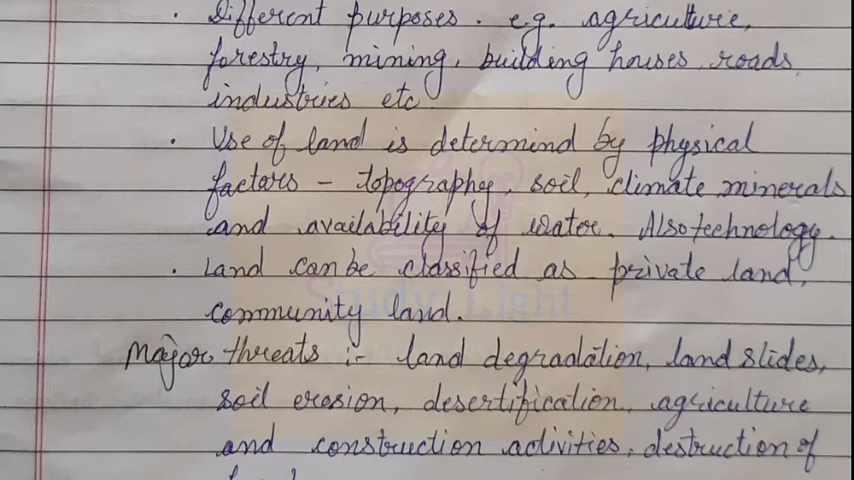 • Different purposes. e.g. agriculture,
forestry, mining, building houses, roads,
industries etc
• Use of land is determind by physical
factors - topography, soil, climate minerals
and availability of water. Also technology.
• Land can be classified as private land,
community land.
Major threats :- land degradation, land slides,
soil erosion, desertification, agriculture
and construction activities, destruction of
Study Light